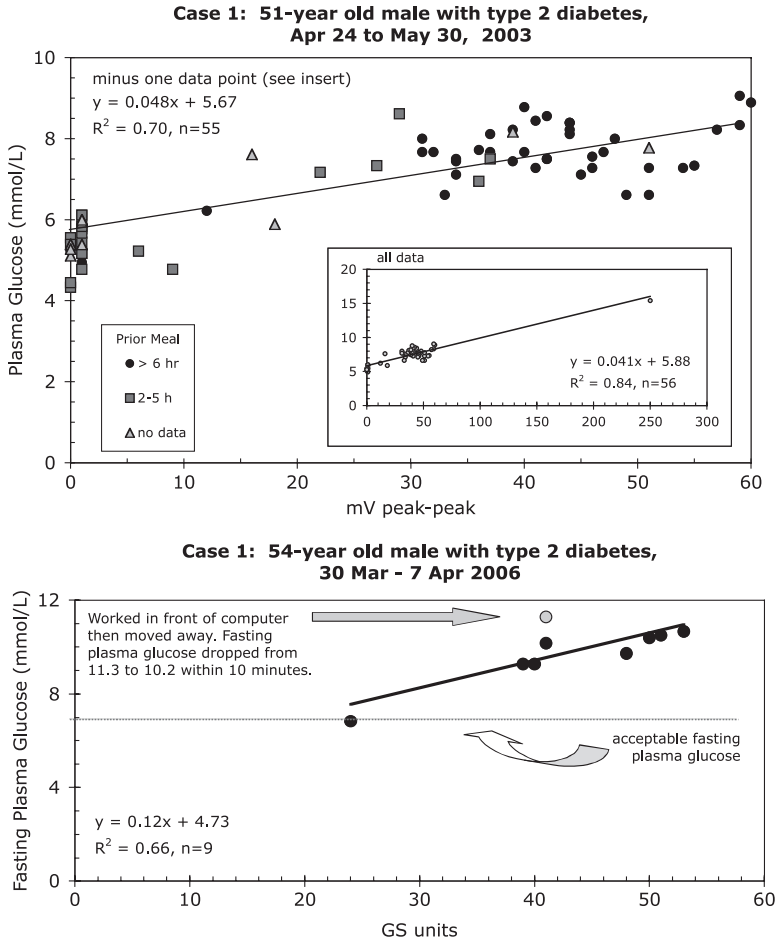 Case 1: 51-year old male with type 2 diabetes,
Apr 24 to May 30, 2003
minus one data point (see insert)
y = 0.048x + 5.67
R² = 0.70, n=55
Plasma Glucose (mmol/L)
10
8
6
4
2
0
Prior Meal
> 6 hr
2-5 h
no data
all data
20
15
10
5
0
y = 0.041x + 5.88
R² = 0.84, n=56
0 50 100 150 200 250 300
0 10 20 30 40 50 60
mV peak-peak
Case 1: 54-year old male with type 2 diabetes,
30 Mar - 7 Apr 2006
Fasting Plasma Glucose (mmol/L)
12
8
4
0
Worked in front of computer
then moved away. Fasting
plasma glucose dropped from
11.3 to 10.2 within 10 minutes.
acceptable fasting
plasma glucose
y = 0.12x + 4.73
R² = 0.66, n=9
0 10 20 30 40 50 60
GS units